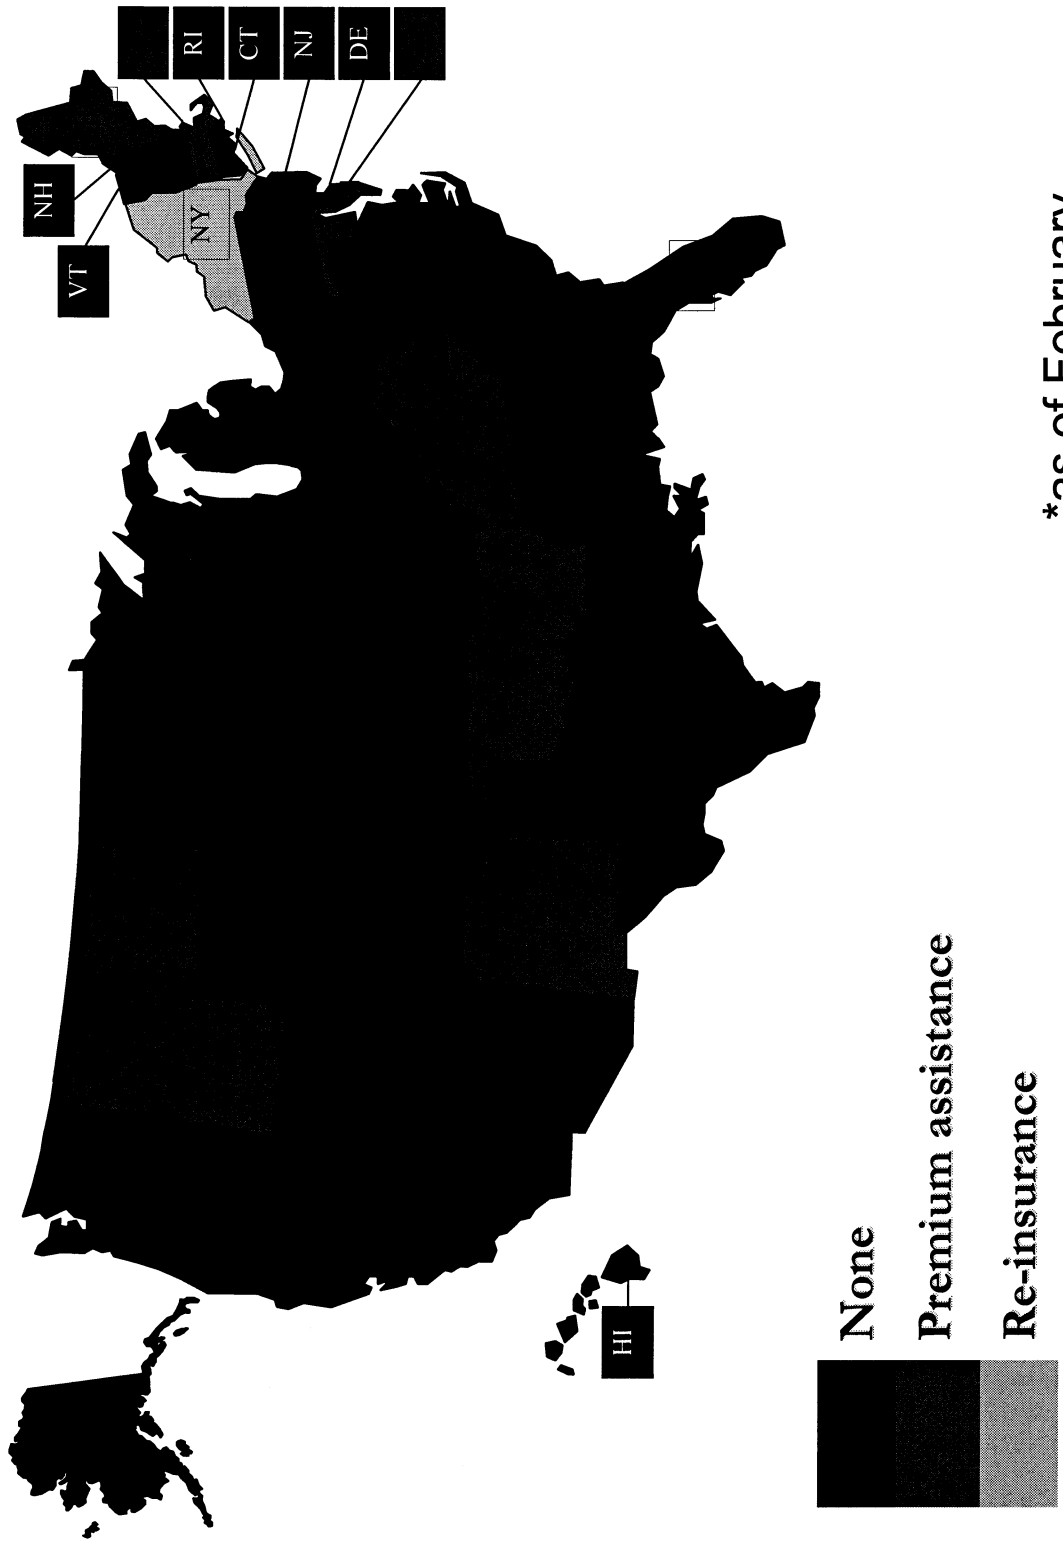 NH
VT
NY
RI
CT
NJ
DE
HI
None
Premium assistance
Re-insurance
*as of February